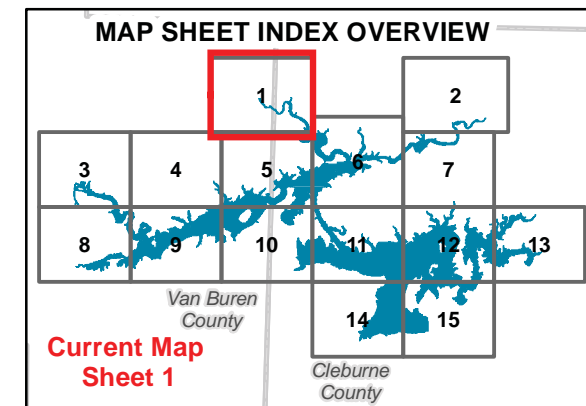 MAP SHEET INDEX OVERVIEW
1
2
3
4
5
6
7
8
9
10
11
12
13
Van Buren
County
14
15
Current Map
Sheet 1
Cleburne
County